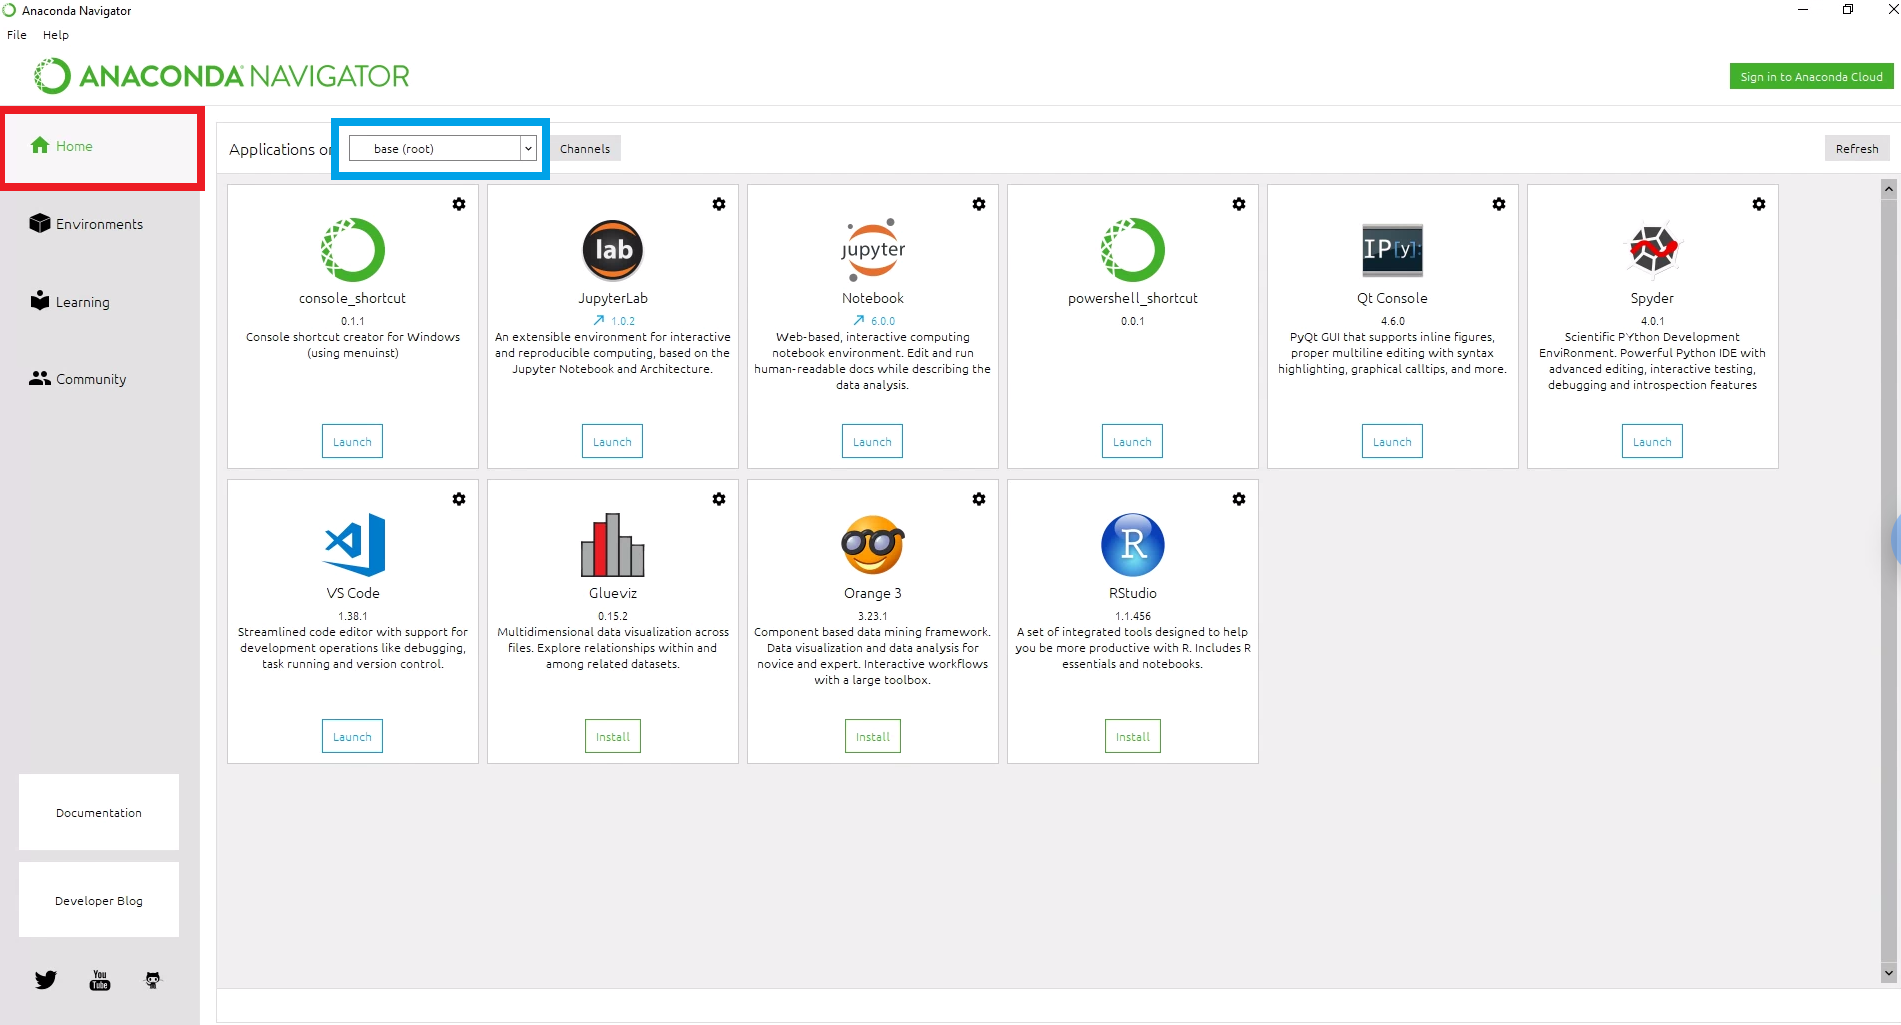 Anaconda Navigator
File Help
ANACONDA NAVIGATOR
Sign in to Anaconda Cloud
Home
Environments
Learning
Community
Documentation
Developer Blog
You
Tube
Applications on
base (root)
Channels
Refresh
console_shortcut
0.1.1
Console shortcut creator for Windows
(using menuinst)
Launch
lab
JupyterLab
1.0.2
An extensible environment for interactive
and reproducible computing, based on the
Jupyter Notebook and Architecture.
Launch
jupyter
Notebook
6.0.0
Web-based, interactive computing
notebook environment. Edit and run
human-readable docs while describing the
data analysis.
Launch
powershell_shortcut
0.0.1
Launch
IP[y]:
Qt Console
4.6.0
PyQt GUI that supports inline figures,
proper multiline editing with syntax
highlighting, graphical calltips, and more.
Launch
Spyder
4.0.1
Scientific PYthon Development
EnviRonment. Powerful Python IDE with
advanced editing, interactive testing,
debugging and introspection features
Launch
VS Code
1.38.1
Streamlined code editor with support for
development operations like debugging,
task running and version control.
Launch
Glueviz
0.15.2
Multidimensional data visualization across
files. Explore relationships within and
among related datasets.
Install
Orange 3
3.23.1
Component based data mining framework.
Data visualization and data analysis for
novice and expert. Interactive workflows
with a large toolbox.
Install
R
RStudio
1.1.456
A set of integrated tools designed to help
you be more productive with R. Includes R
essentials and notebooks.
Install